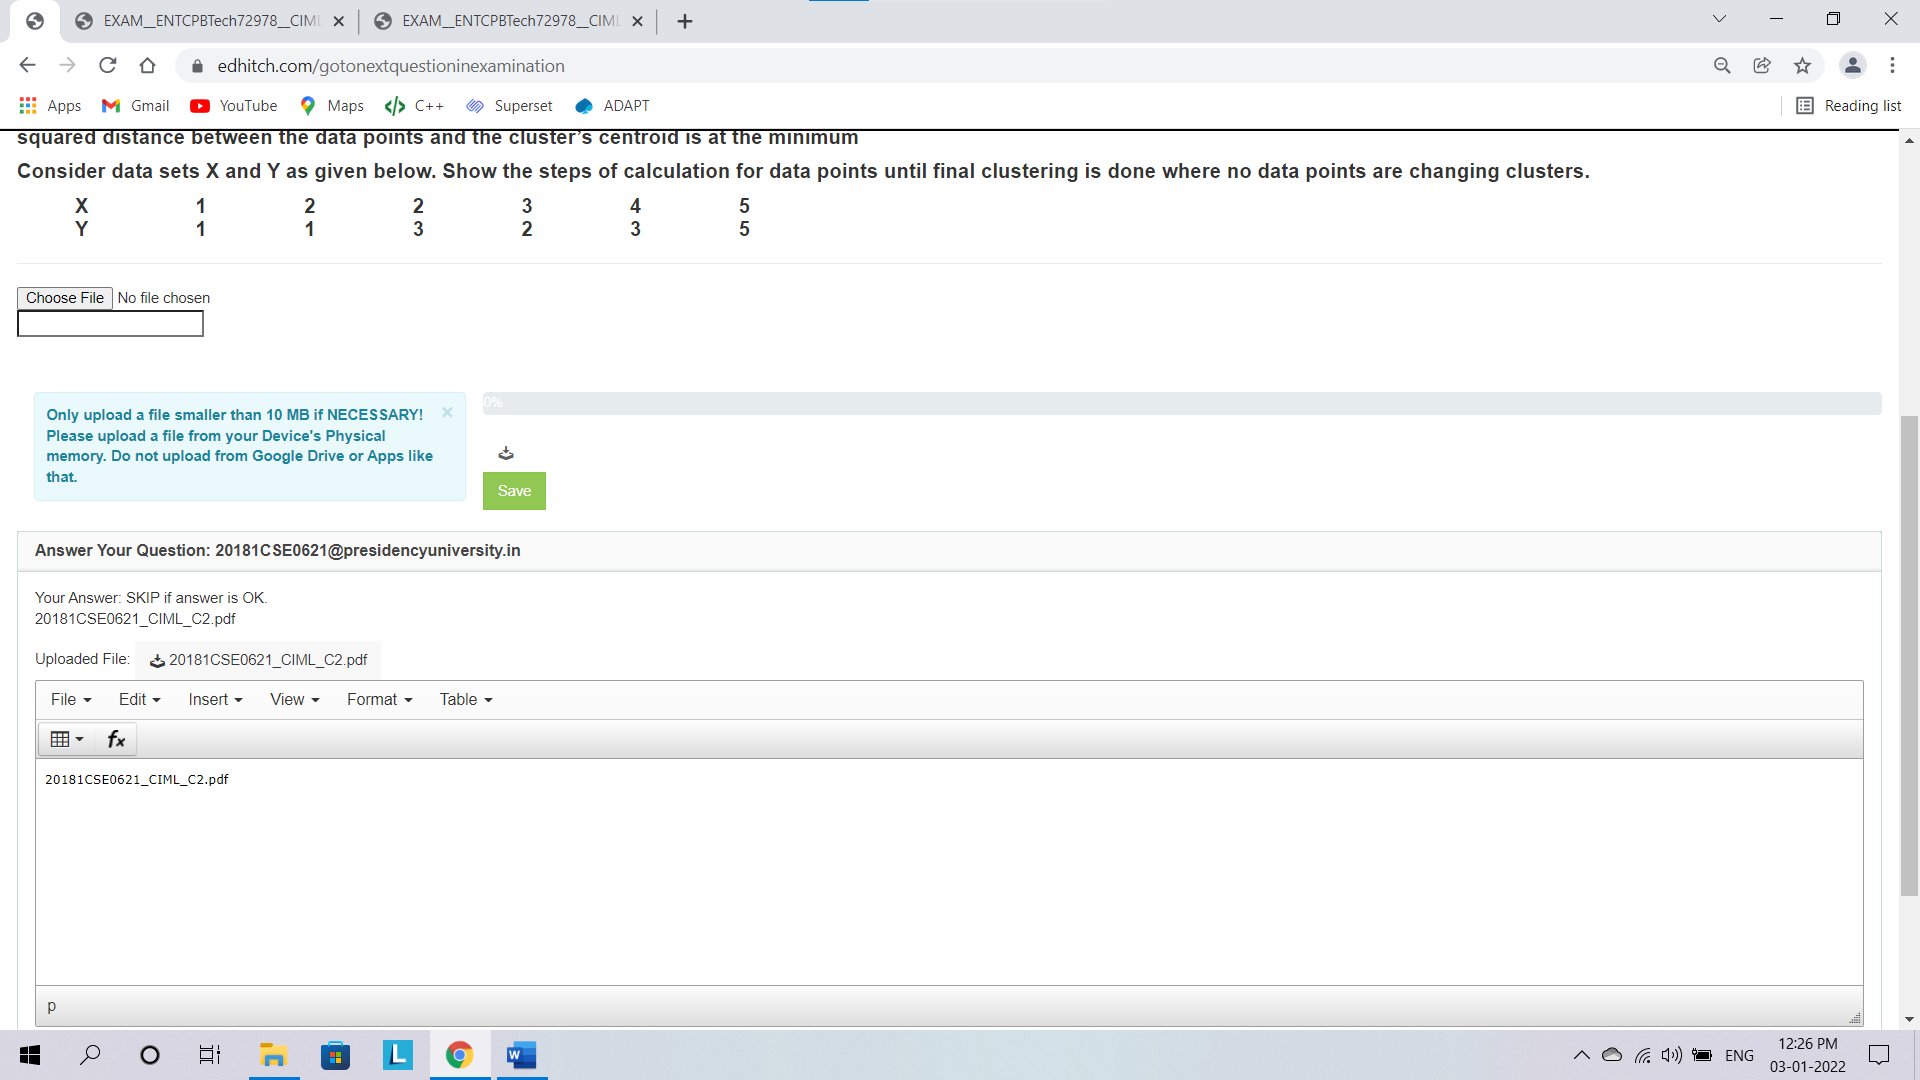 EXAM__ENTCPBTech72978__CIML
EXAM__ENTCPBTech72978__CIML
edhitch.com/gotonextquestioninexamination
Apps Gmail YouTube Maps C++ Superset ADAPT Reading list
squared distance between the data points and the cluster's centroid is at the minimum
Consider data sets X and Y as given below. Show the steps of calculation for data points until final clustering is done where no data points are changing clusters.
X 1 2 2 3 4 5
Y 1 1 3 2 3 5
Choose File No file chosen
Only upload a file smaller than 10 MB if NECESSARY!
Please upload a file from your Device's Physical
memory. Do not upload from Google Drive or Apps like
that.
×
0%
Save
Answer Your Question: 20181CSE0621@presidencyuniversity.in
Your Answer: SKIP if answer is OK.
20181CSE0621_CIML_C2.pdf
Uploaded File: 20181CSE0621_CIML_C2.pdf
File Edit Insert View Format Table
fx
20181CSE0621_CIML_C2.pdf
p
L
W
ENG
12:26 PM
03-01-2022